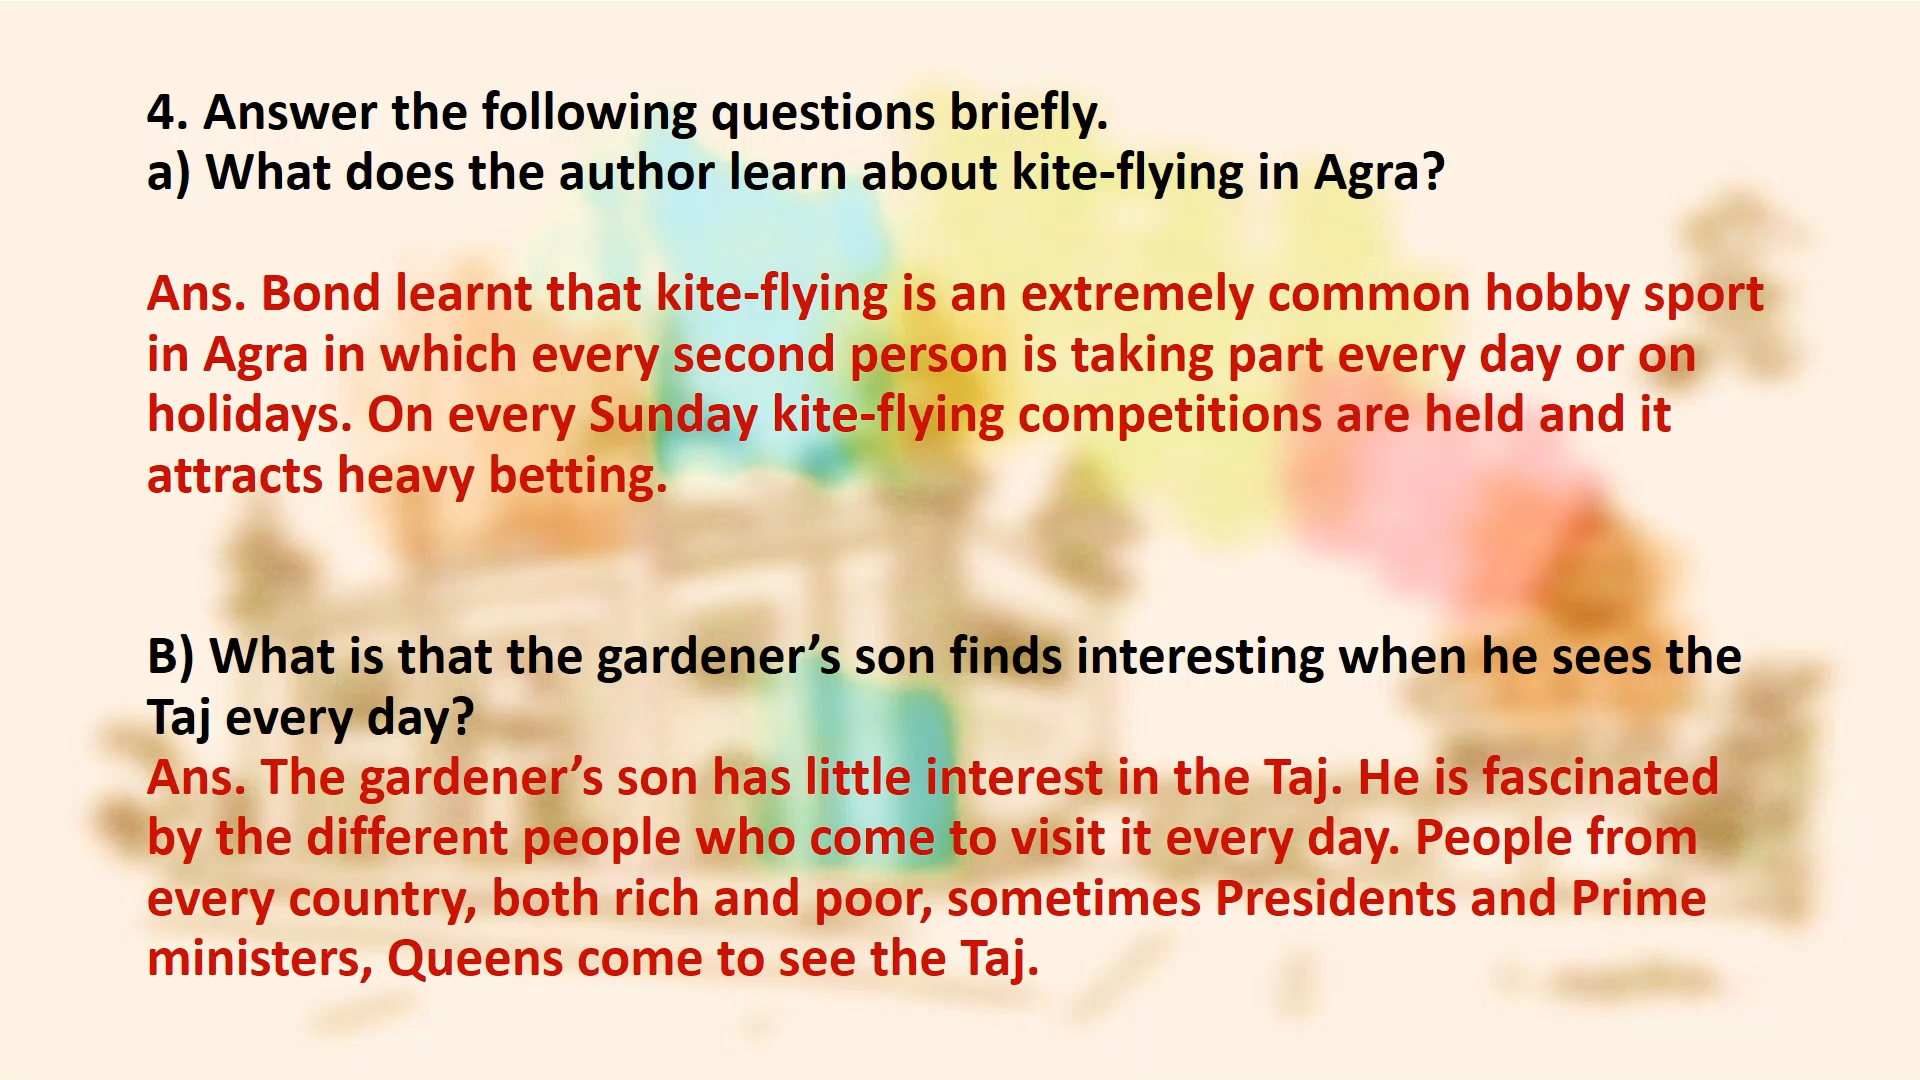 4. Answer the following questions briefly.
a) What does the author learn about kite-flying in Agra?
Ans. Bond learnt that kite-flying is an extremely common hobby sport
in Agra in which every second person is taking part every day or on
holidays. On every Sunday kite-flying competitions are held and it
attracts heavy betting.
B) What is that the gardener’s son finds interesting when he sees the
Taj every day?
Ans. The gardener’s son has little interest in the Taj. He is fascinated
by the different people who come to visit it every day. People from
every country, both rich and poor, sometimes Presidents and Prime
ministers, Queens come to see the Taj.